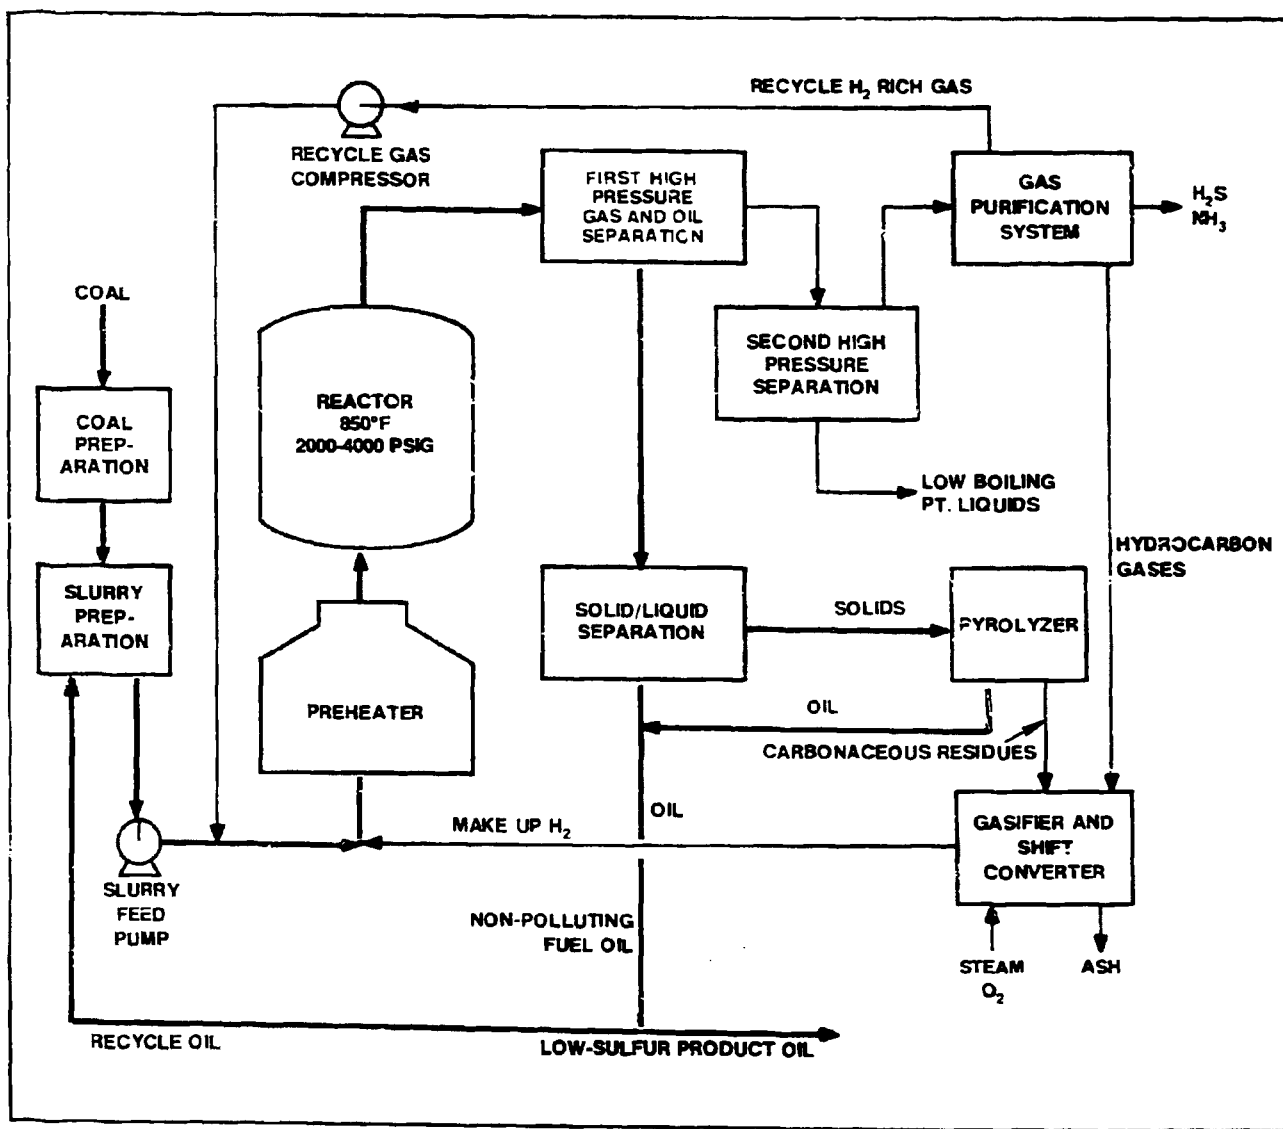 RECYCLE H₂ RICH GAS
RECYCLE GAS
COMPRESSOR
FIRST HIGH
PRESSURE
GAS AND OIL
SEPARATION
GAS
PURIFICATION
SYSTEM
H₂S
NH₃
COAL
SECOND HIGH
PRESSURE
SEPARATION
REACTOR
850°F
2000-4000 PSIG
COAL
PREP-
ARATION
LOW BOILING
PT. LIQUIDS
HYDROCARBON
GASES
SLURRY
PREP-
ARATION
SOLID/LIQUID
SEPARATION
SOLIDS
PYROLYZER
PREHEATER
OIL
CARBONACEOUS RESIDUES
OIL
MAKE UP H₂
GASIFIER AND
SHIFT
CONVERTER
SLURRY
FEED
PUMP
NON-POLLUTING
FUEL OIL
STEAM
O₂
ASH
RECYCLE OIL
LOW-SULFUR PRODUCT OIL